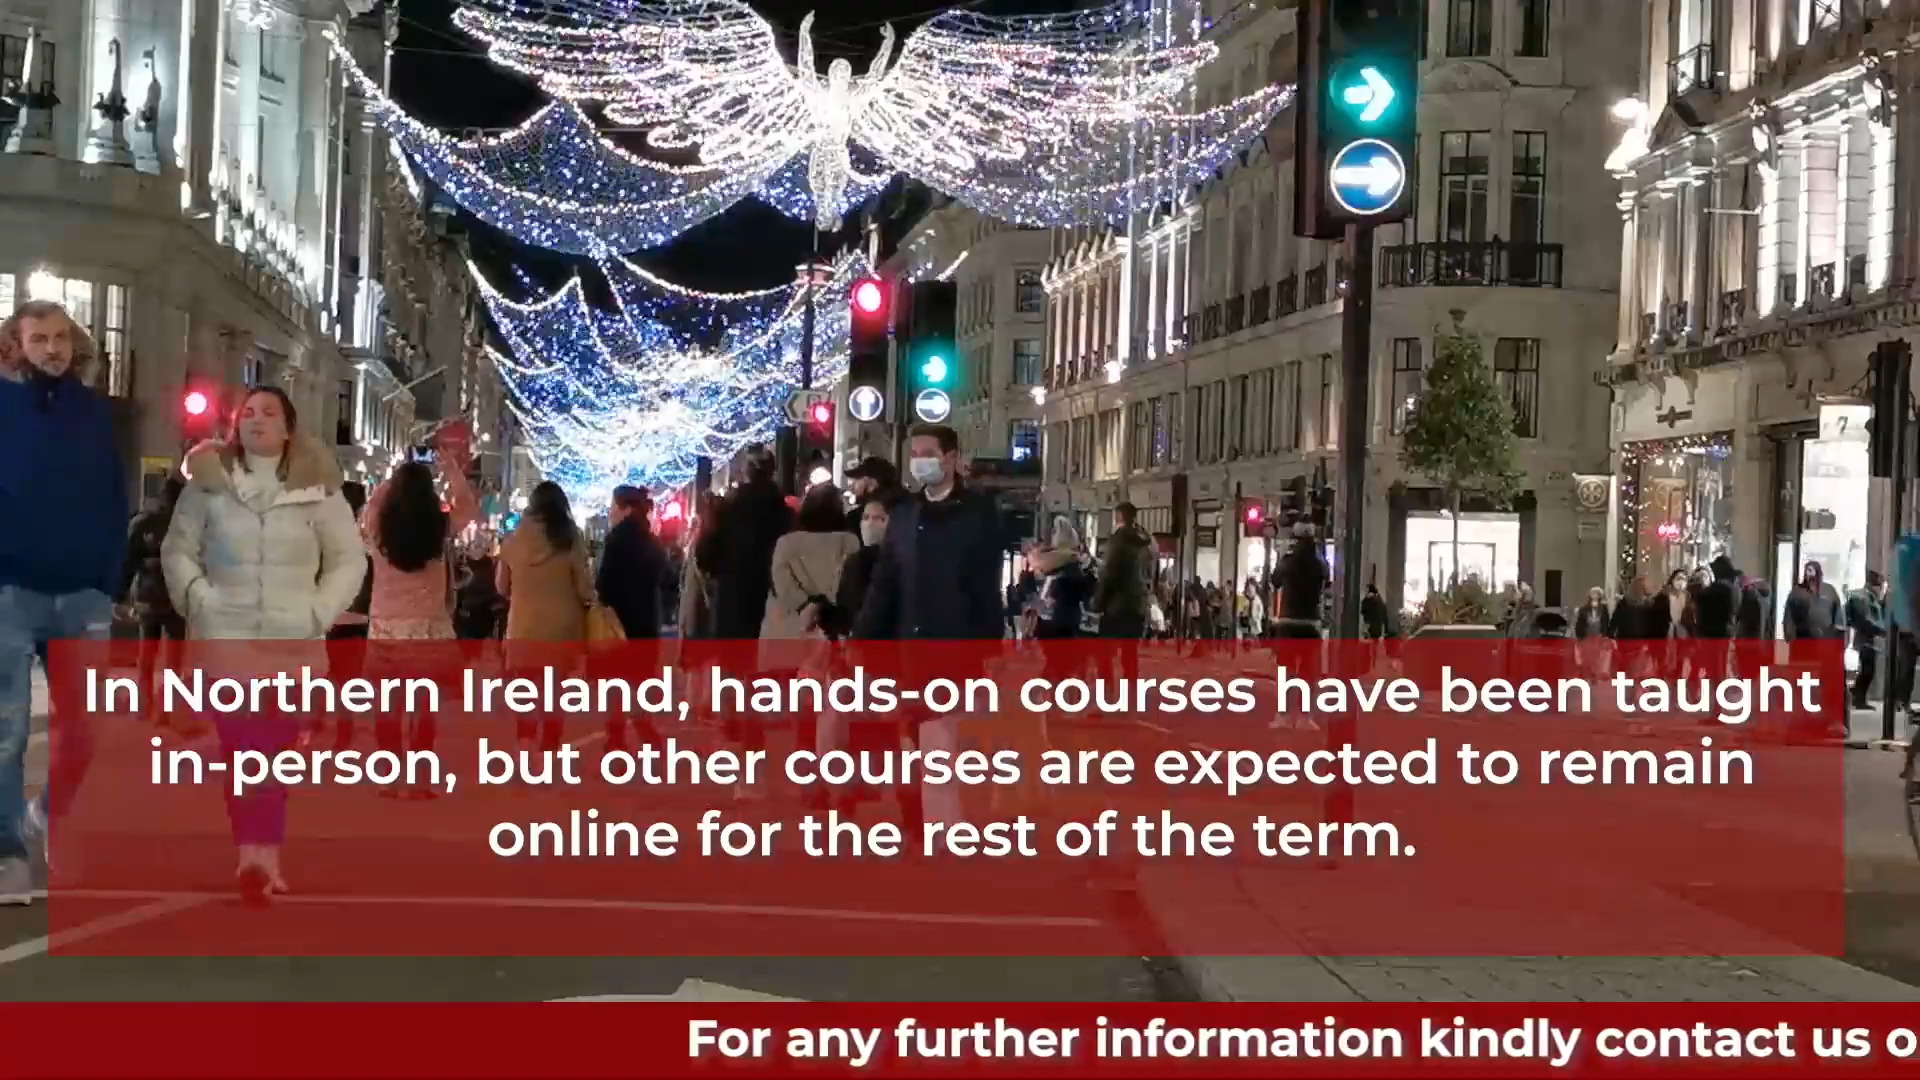 In Northern Ireland, hands-on courses have been taught
in-person, but other courses are expected to remain
online for the rest of the term.
For any further information kindly contact us